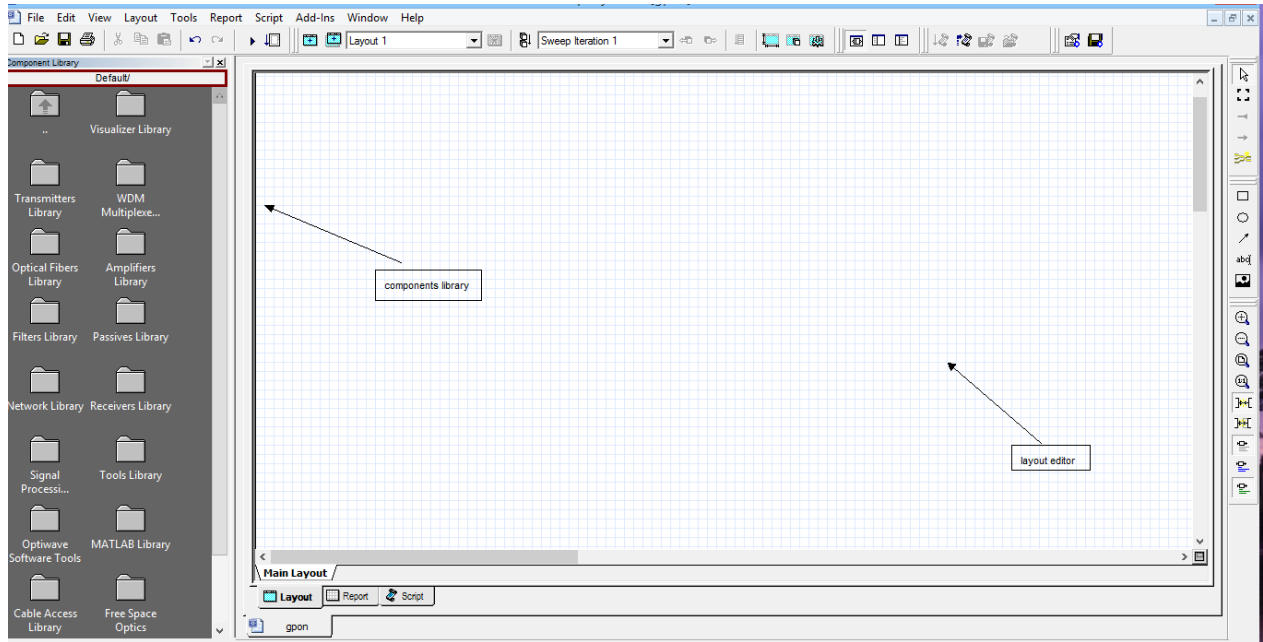 File Edit View Layout Tools Report Script Add-Ins Window Help
Layout 1
Sweep Iteration 1
Component Library
Default/
..
Visualizer Library
Transmitters
Library
WDM
Multiplexe...
Optical Fibers
Library
Amplifiers
Library
Filters Library
Passives Library
Network Library
Receivers Library
Signal
Processi...
Tools Library
Optiwave
Software Tools
MATLAB Library
Cable Access
Library
Free Space
Optics
components library
layout editor
Main Layout
Layout Report Script
gpon